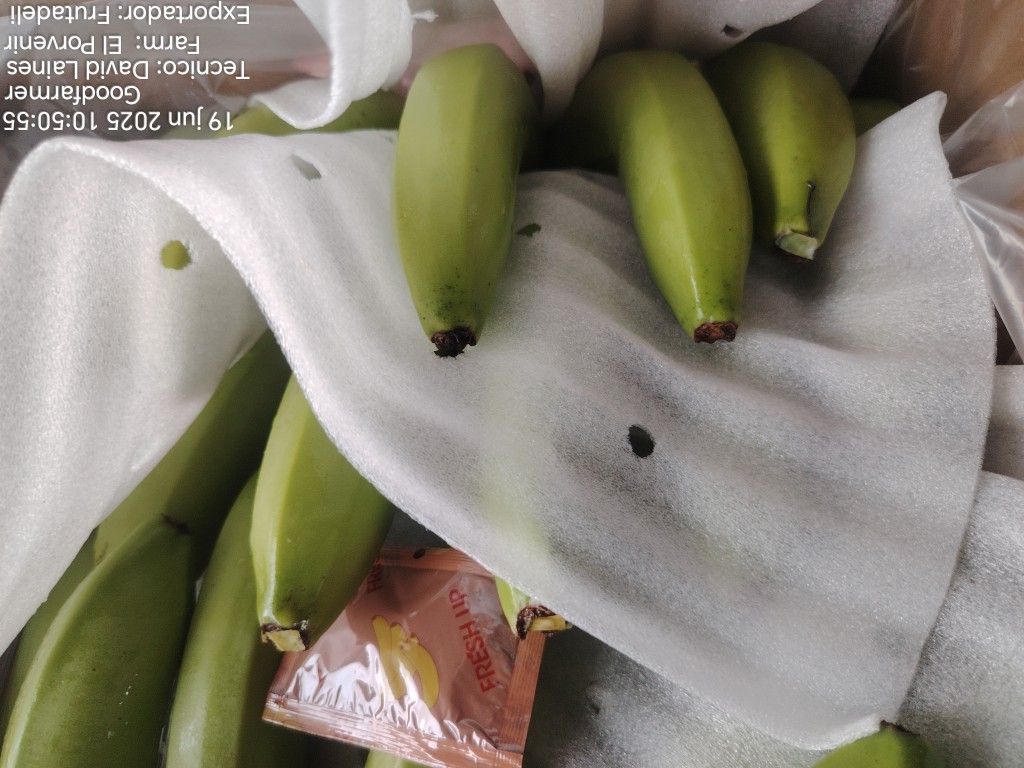 FRESH UP
19 jun 2025 10:50:55
Goodfarmer
Tecnico: David Laines
Farm: El Porvenir
Exportador: Frutadeli